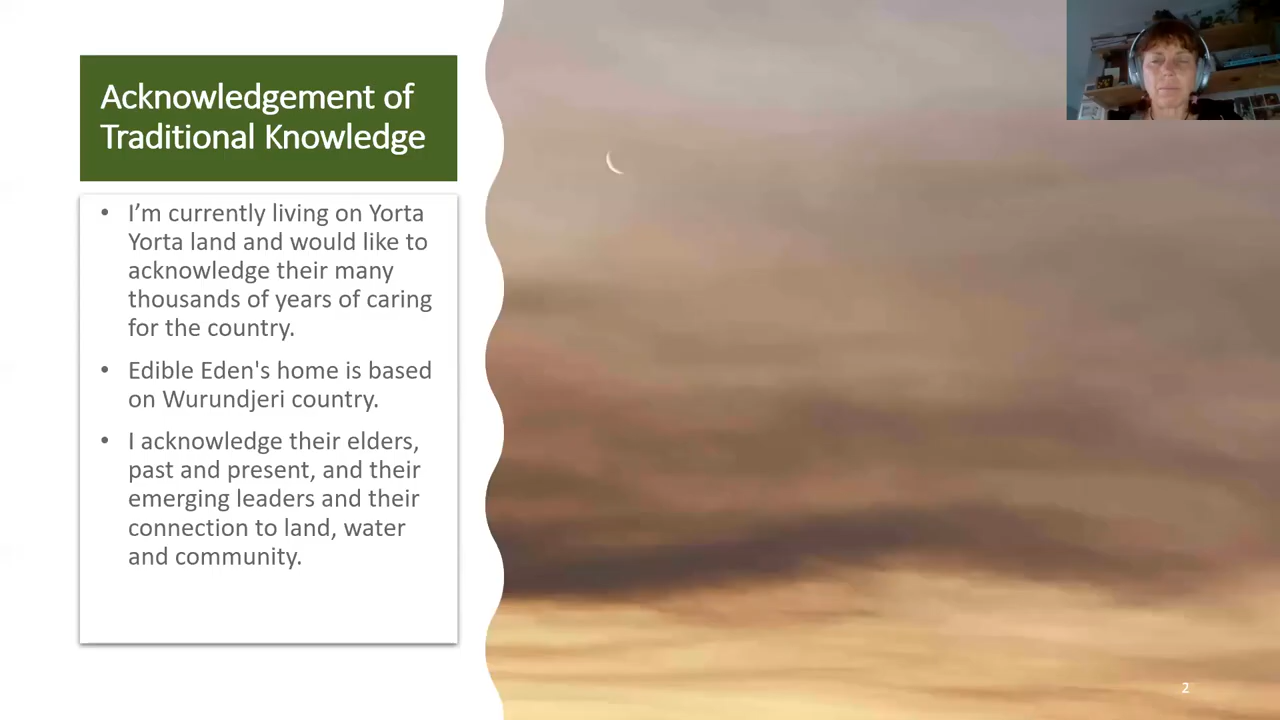 Acknowledgement of
Traditional Knowledge
• I’m currently living on Yorta
Yorta land and would like to
acknowledge their many
thousands of years of caring
for the country.
• Edible Eden's home is based
on Wurundjeri country.
• I acknowledge their elders,
past and present, and their
emerging leaders and their
connection to land, water
and community.
2